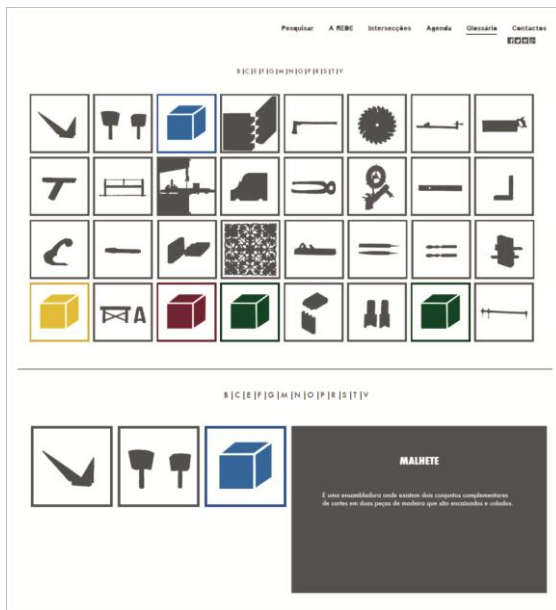 Pesquisar A REDE Intersecções Agenda Glossário Contactos
B | C | E | F | G | M | N | O | P | R | S | T | V
B | C | E | F | G | M | N | O | P | R | S | T | V
MALHETE
É uma ensambladura onde existem dois conjuntos complementares
de cortes em duas peças de madeira que são encaixados e colados.